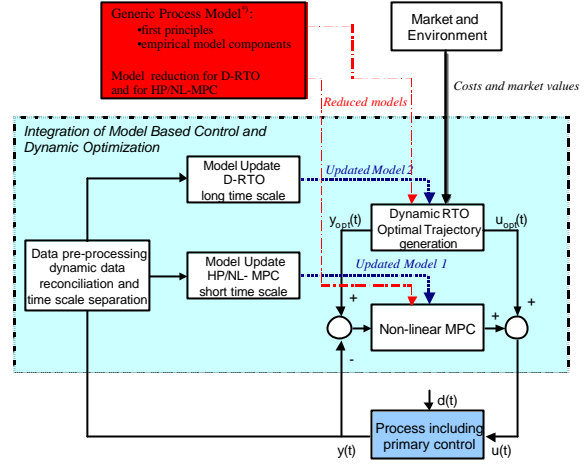 Generic Process Model*):
•first principles
•empirical model components
Model reduction for D-RTO
and for HP/NL-MPC
Market and
Environment
Costs and market values
Reduced models
Integration of Model Based Control and
Dynamic Optimization
Model Update
D-RTO
long time scale
Updated Model 2
yopt(t)
Dynamic RTO
Optimal Trajectory
generation
uopt(t)
Data pre-processing
dynamic data
reconciliation and
time scale separation
Model Update
HP/NL- MPC
short time scale
Updated Model 1
+
+
+
Non-linear MPC
-
d(t)
Process including
primary control
y(t)
u(t)